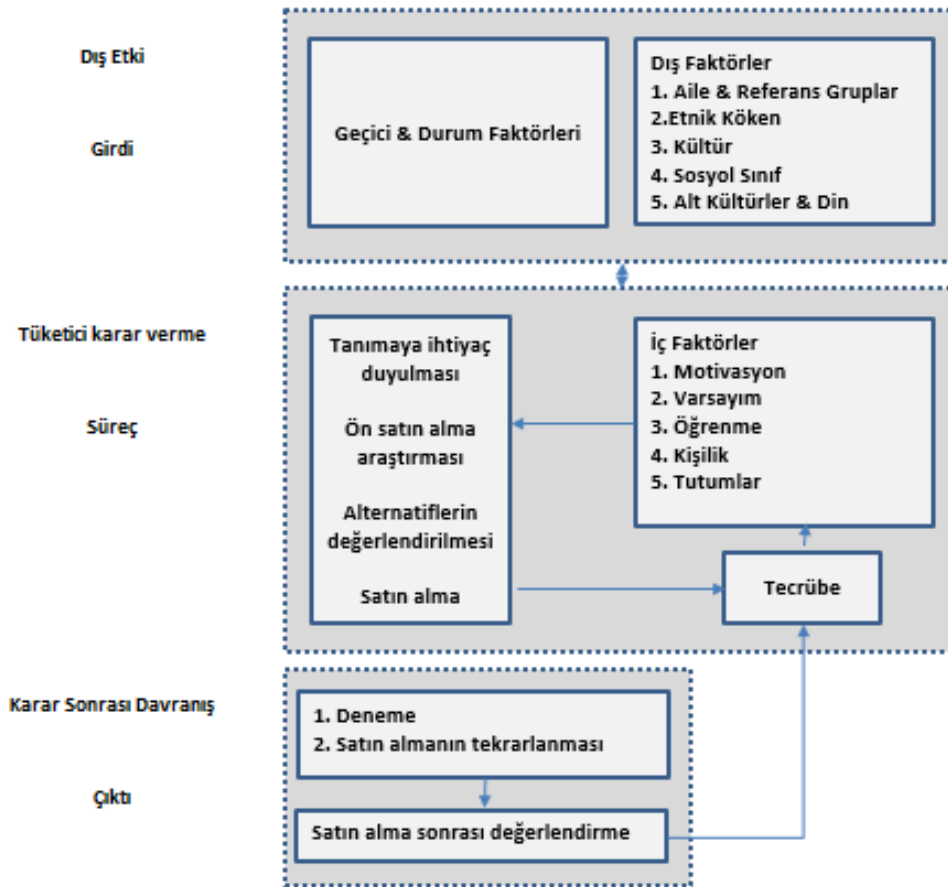 Dış Etki
Girdi
Geçici & Durum Faktörleri
Dış Faktörler
1. Aile & Referans Gruplar
2.Etnik Köken
3. Kültür
4. Sosyol Sınıf
5. Alt Kültürler & Din
Tüketici karar verme
Süreç
Tanımaya ihtiyaç
duyulması
Ön satın alma
araştırması
Alternatiflerin
değerlendirilmesi
Satın alma
İç Faktörler
1. Motivasyon
2. Varsayım
3. Öğrenme
4. Kişilik
5. Tutumlar
Tecrübe
Karar Sonrası Davranış
Çıktı
1. Deneme
2. Satın almanın tekrarlanması
Satın alma sonrası değerlendirme